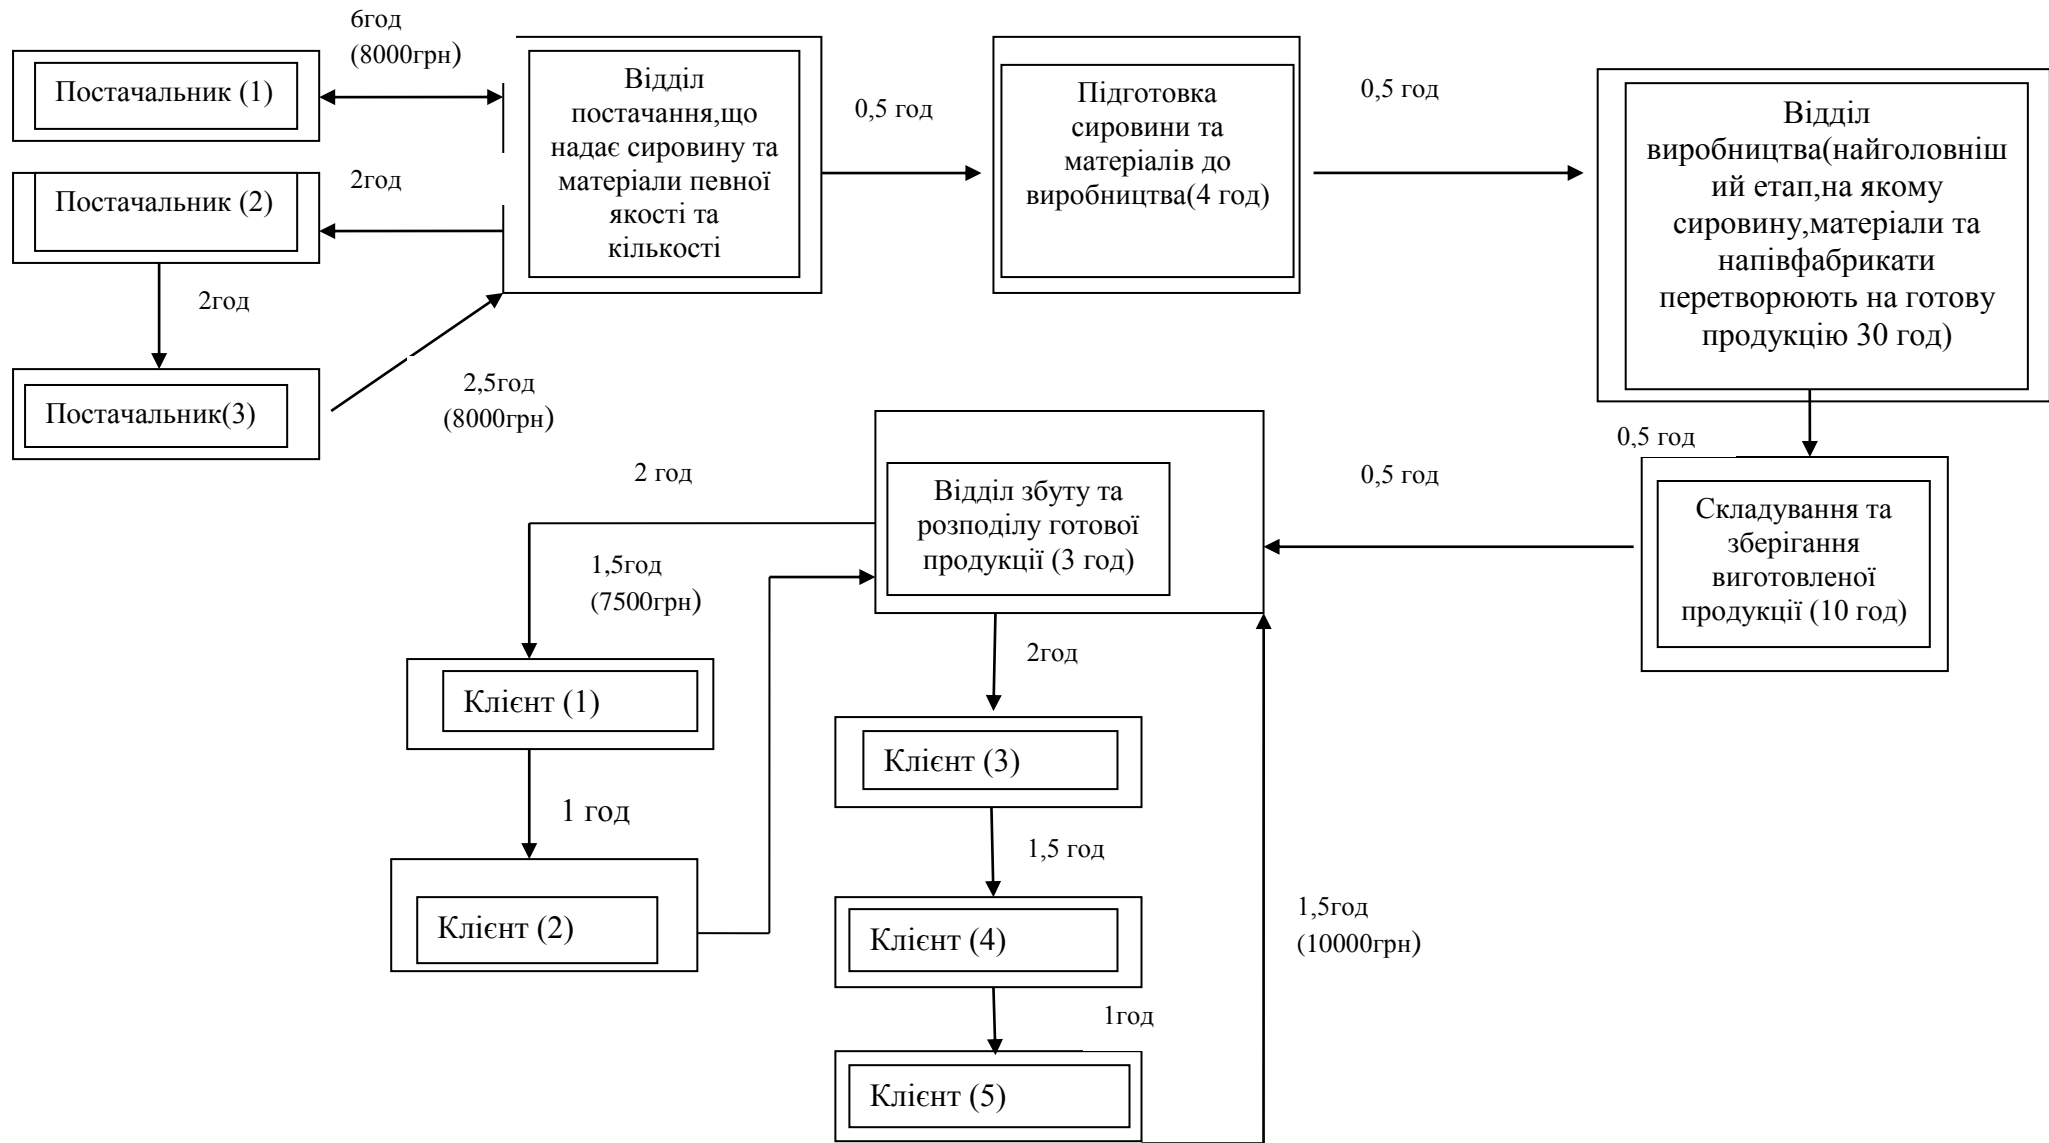 6год
(8000грн)
Постачальник (1)
Відділ
постачання,що
надає сировину та
матеріали певної
якості та
кількості
0,5 год
Підготовка
сировини та
матеріалів до
виробництва(4 год)
0,5 год
Відділ
виробництва(найголовніш
ий етап,на якому
сировину,матеріали та
напівфабрикати
перетворюють на готову
продукцію 30 год)
2год
Постачальник (2)
2год
Постачальник(3)
2,5год
(8000грн)
0,5 год
Складування та
зберігання
виготовленої
продукції (10 год)
0,5 год
Відділ збуту та
розподілу готової
продукції (3 год)
2 год
1,5год
(7500грн)
Клієнт (1)
1 год
Клієнт (2)
2год
Клієнт (3)
1,5 год
Клієнт (4)
1год
Клієнт (5)
1,5год
(10000грн)